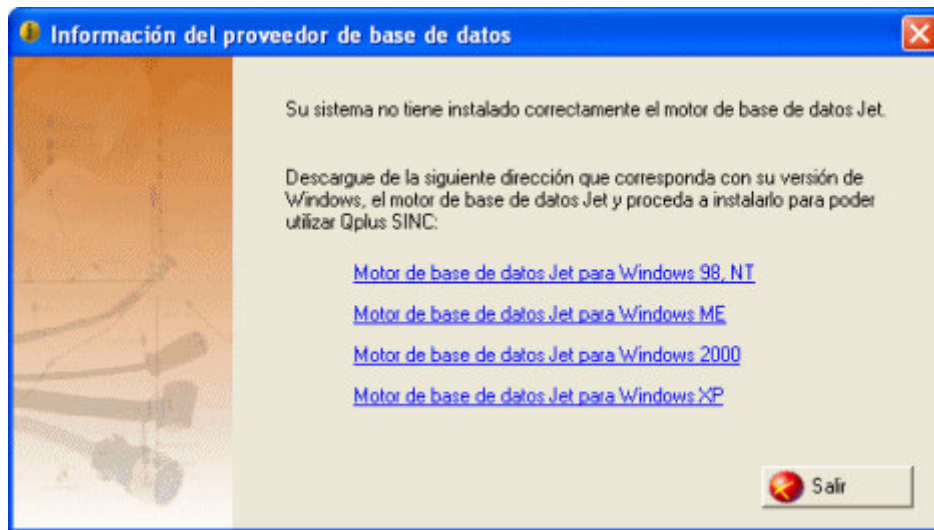 Información del proveedor de base de datos
Su sistema no tiene instalado correctamente el motor de base de datos Jet.
Descargue de la siguiente dirección que corresponda con su versión de
Windows, el motor de base de datos Jet y proceda a instalarlo para poder
utilizar Qplus SINC:
Motor de base de datos Jet para Windows 98, NT
Motor de base de datos Jet para Windows ME
Motor de base de datos Jet para Windows 2000
Motor de base de datos Jet para Windows XP
Salir